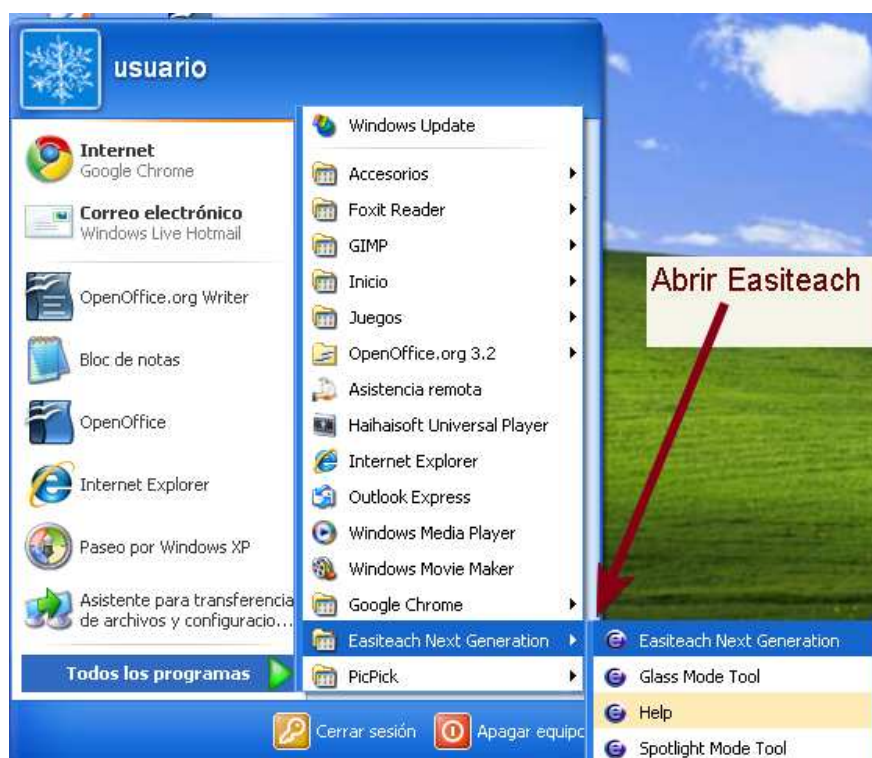 usuario
Internet
Google Chrome
Correo electrónico
Windows Live Hotmail
OpenOffice.org Writer
Bloc de notas
OpenOffice
Internet Explorer
Paseo por Windows XP
Asistente para transferencia
de archivos y configuracio...
Todos los programas
Windows Update
Accesorios
Foxit Reader
GIMP
Inicio
Juegos
OpenOffice.org 3.2
Asistencia remota
Haihaisoft Universal Player
Internet Explorer
Outlook Express
Windows Media Player
Windows Movie Maker
Google Chrome
Easiteach Next Generation
PicPick
Easiteach Next Generation
Glass Mode Tool
Help
Spotlight Mode Tool
Abrir Easiteach
Cerrar sesión
Apagar equipo